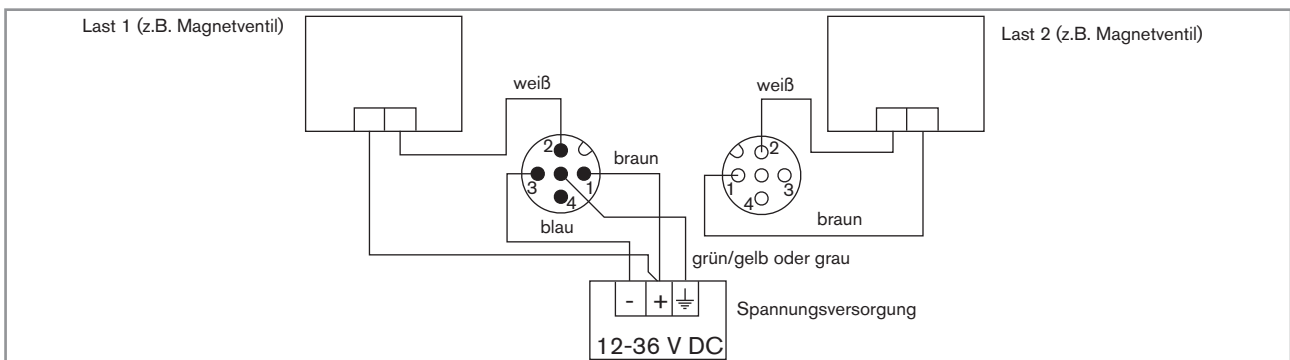 Last 1 (z.B. Magnetventil)
Last 2 (z.B. Magnetventil)
weiß
weiß
2
braun
3
1
4
blau
2
1
3
4
braun
grün/gelb oder grau
- +
Spannungsversorgung
12-36 V DC